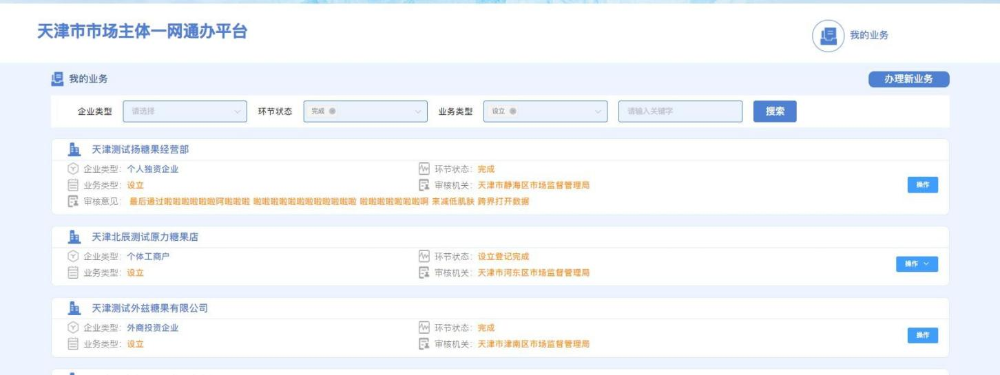 天津市市场主体一网通办平台
我的业务
我的业务
办理新业务
企业类型 请选择 环节状态 完成 业务类型 设立 请输入关键字 搜索
天津测试扬糖果经营部
企业类型: 个人独资企业 环节状态: 完成
业务类型: 设立 审核机关: 天津市静海区市场监督管理局
操作
审核意见: 最后通过啦啦啦啦啦啦阿啦啦啦 啦啦啦啦啦啦啦啦啦啦啦啦 啦啦啦啦啦啦啦啊 来减低肌肤 跨界打开数据
天津北辰测试原力糖果店
企业类型: 个体工商户 环节状态: 设立登记完成
操作
业务类型: 设立 审核机关: 天津市河东区市场监督管理局
天津测试外兹糖果有限公司
企业类型: 外商投资企业 环节状态: 完成
操作
业务类型: 设立 审核机关: 天津市津南区市场监督管理局